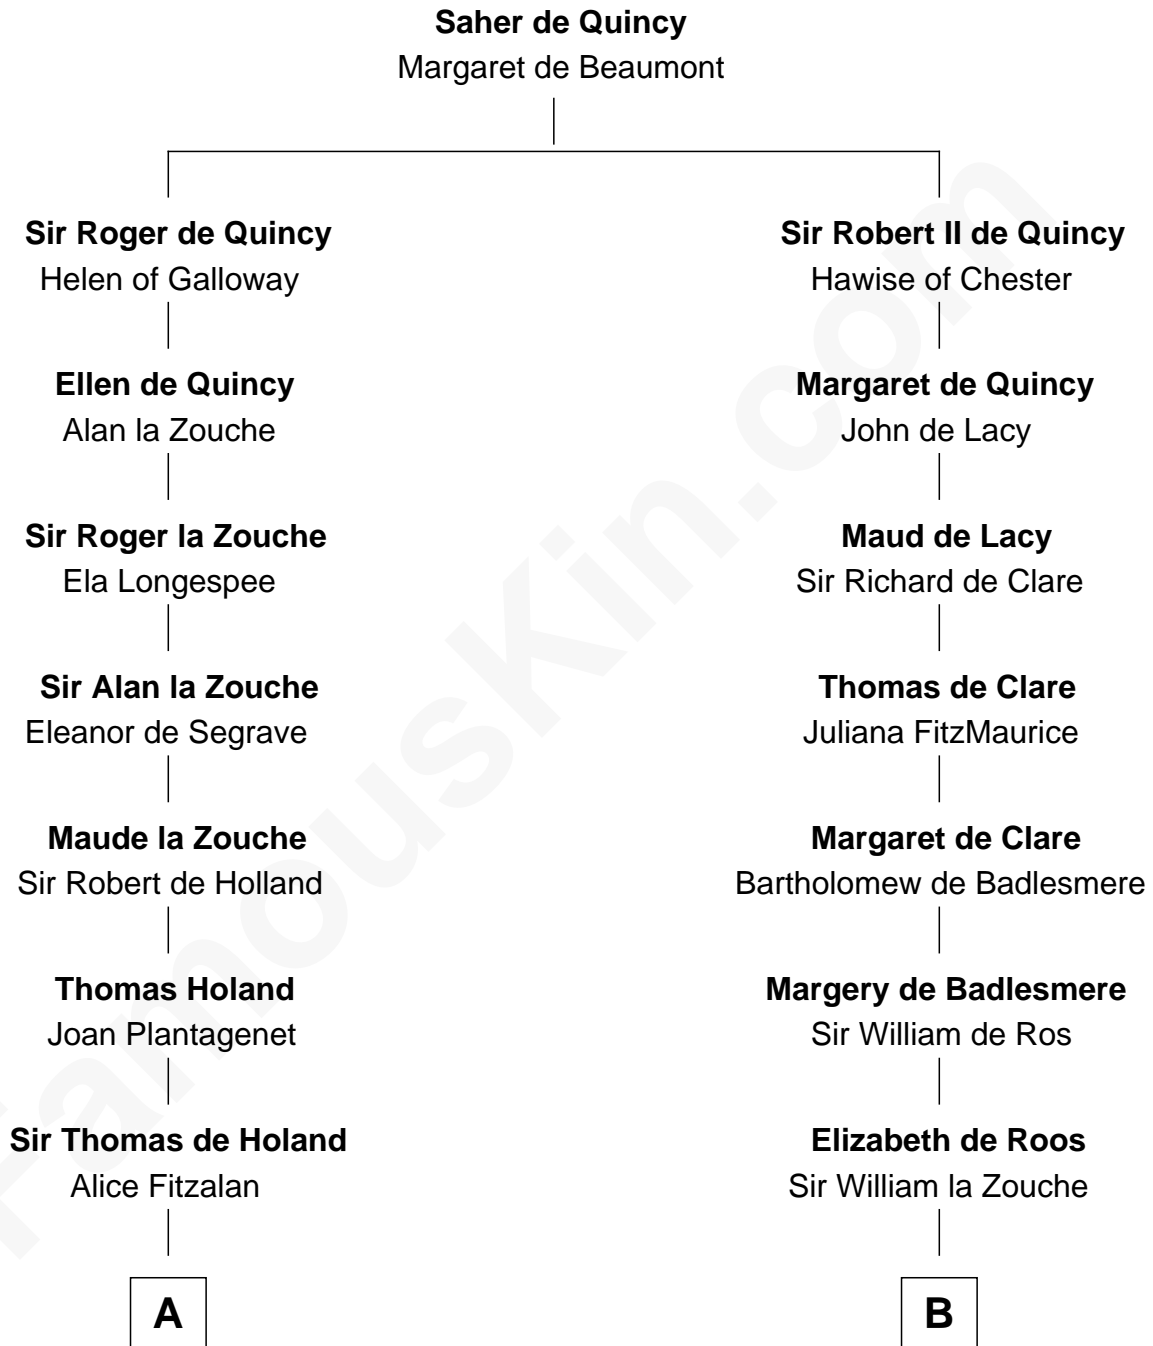 Saher de Quincy
Margaret de Beaumont
Sir Roger de Quincy
Helen of Galloway
Sir Robert II de Quincy
Hawise of Chester
Ellen de Quincy
Alan la Zouche
Margaret de Quincy
John de Lacy
Sir Roger la Zouche
Ela Longespee
Maud de Lacy
Sir Richard de Clare
Sir Alan la Zouche
Eleanor de Segrave
Thomas de Clare
Juliana FitzMaurice
Maude la Zouche
Sir Robert de Holland
Margaret de Clare
Bartholomew de Badlesmere
Thomas Holand
Joan Plantagenet
Margery de Badlesmere
Sir William de Ros
Sir Thomas de Holand
Alice Fitzalan
Elizabeth de Roos
Sir William la Zouche
A
B
FamousKin.com